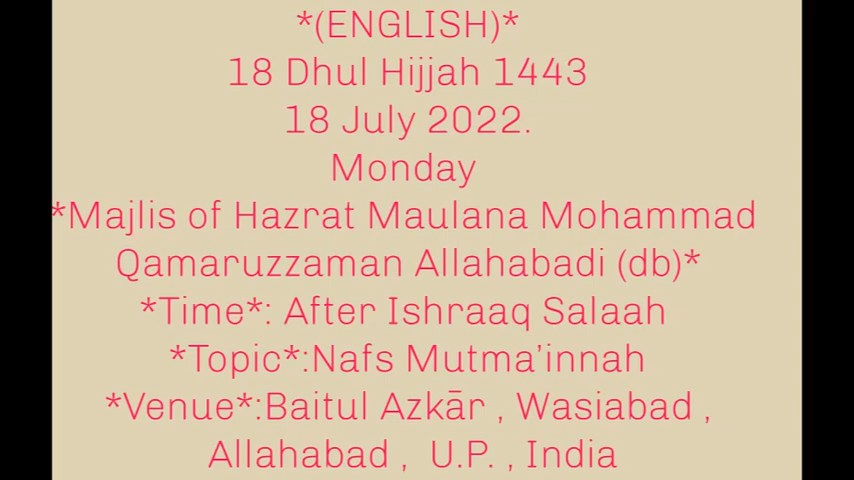 *(ENGLISH)*
18 Dhul Hijjah 1443
18 July 2022.
Monday
*Majlis of Hazrat Maulana Mohammad
Qamaruzzaman Allahabadi (db)*
*Time*: After Ishraaq Salaah
*Topic*:Nafs Mutma’innah
*Venue*:Baitul Azkār , Wasiabad ,
Allahabad ,  U.P. , India